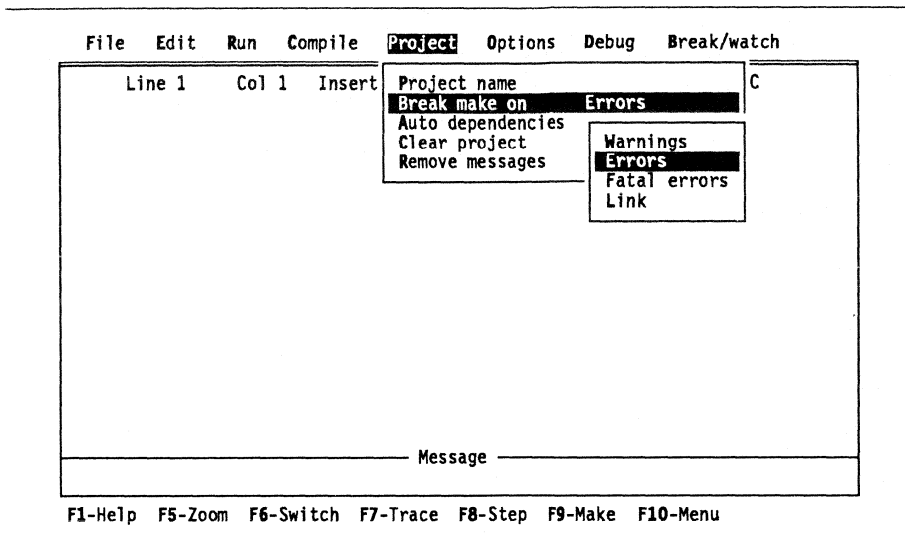 File Edit Run Compile Project Options Debug Break/watch
Line 1 Col 1 Insert C
Project name
Break make on Errors
Auto dependencies
Clear project
Remove messages
Warnings
Errors
Fatal errors
Link
Message
F1-Help F5-Zoom F6-Switch F7-Trace F8-Step F9-Make F10-Menu